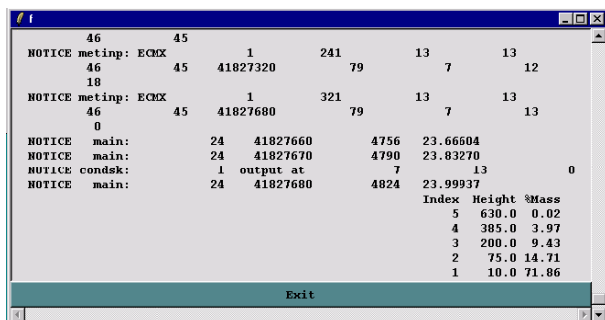 f
46 45
NOTICE metinp: ECMX 1 241 13 13
46 45 41827320 79 7 12
18
NOTICE metinp: ECMX 1 321 13 13
46 45 41827680 79 7 13
0
NOTICE main: 24 41827660 4756 23.66604
NOTICE main: 24 41827670 4790 23.83270
NOTICE condsk: 1 output at 7 13 0
NOTICE main: 24 41827680 4824 23.99937
Index Height %Mass
5 630.0 0.02
4 385.0 3.97
3 200.0 9.43
2 75.0 14.71
1 10.0 71.86
Exit